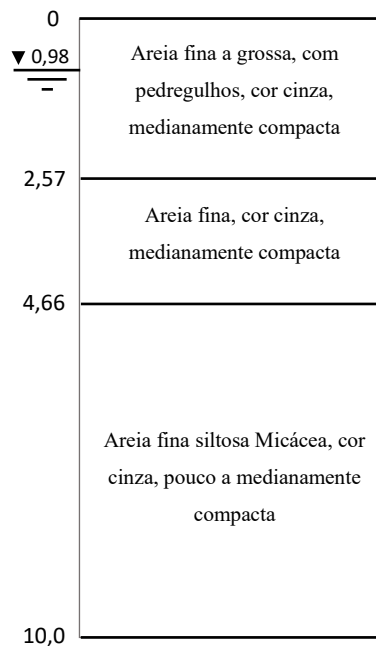 0
▼ 0,98
Areia fina a grossa, com
pedregulhos, cor cinza,
medianamente compacta
2,57
Areia fina, cor cinza,
medianamente compacta
4,66
Areia fina siltosa Micácea, cor
cinza, pouco a medianamente
compacta
10,0